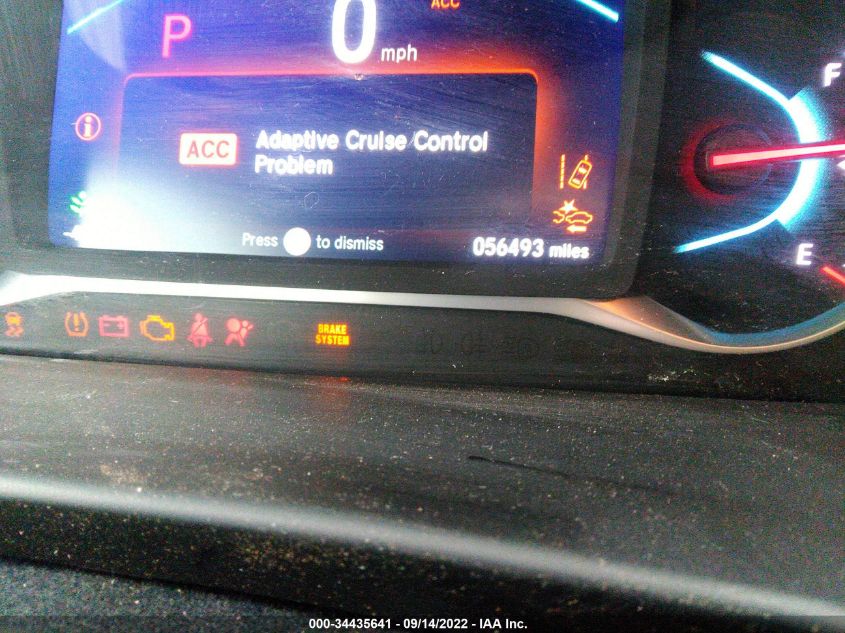 ACC
P
0 mph
F
ACC
Adaptive Cruise Control
Problem
Press to dismiss
056493 miles
E
BRAKE
SYSTEM
000-34435641 - 09/14/2022 - IAA Inc.